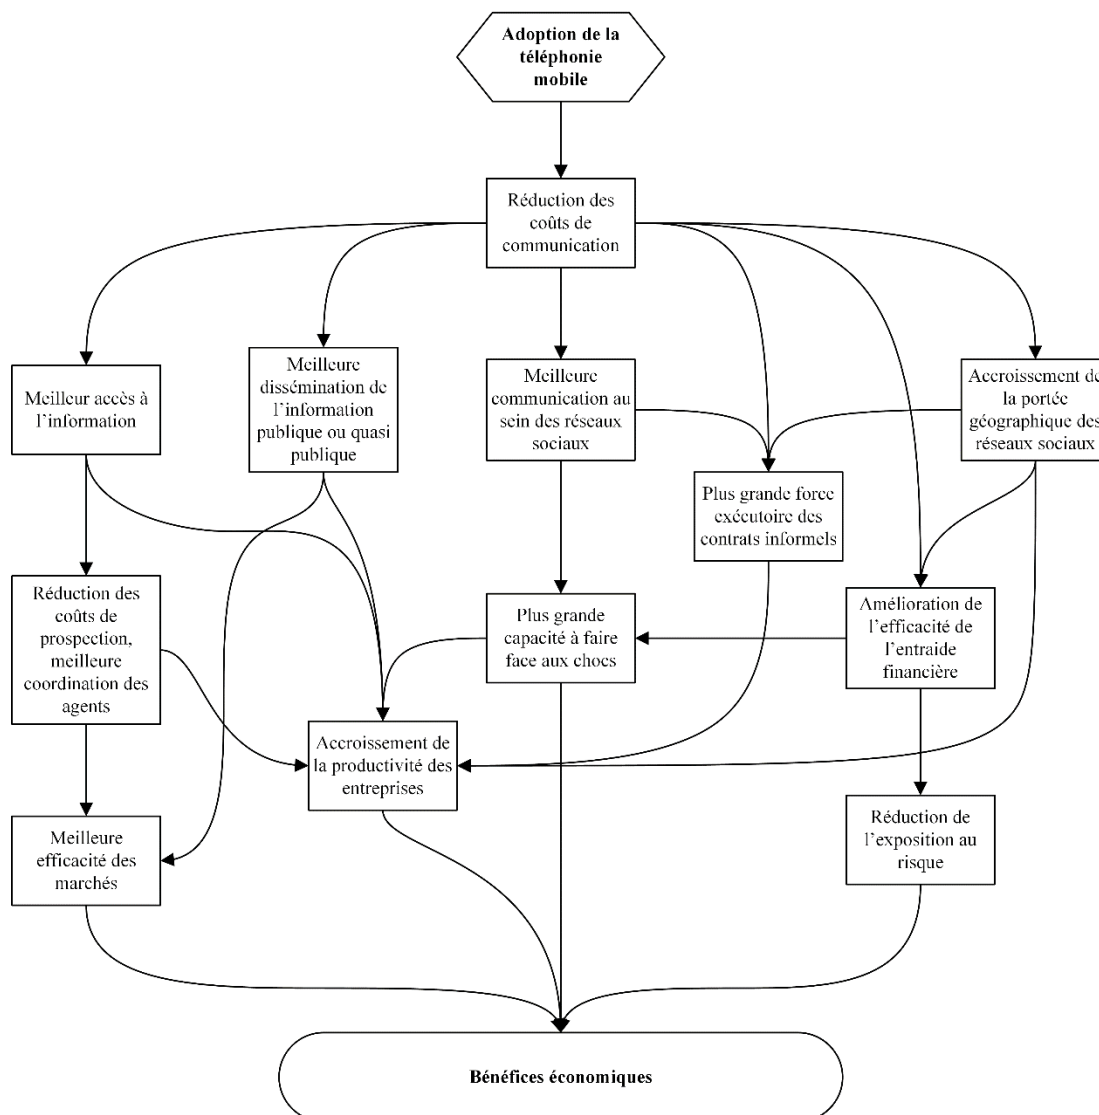 Adoption de la
téléphonie
mobile
Réduction des
coûts de
communication
Meilleur accès à
l’information
Meilleure
dissémination de
l’information
publique ou quasi
publique
Meilleure
communication au
sein des réseaux
sociaux
Accroissement de
la portée
géographique des
réseaux sociaux
Plus grande force
exécutoire des
contrats informels
Réduction des
coûts de
prospection,
meilleure
coordination des
agents
Plus grande
capacité à faire
face aux chocs
Amélioration de
l’efficacité de
l’entraide
financière
Accroissement de
la productivité des
entreprises
Meilleure
efficacité des
marchés
Réduction de
l’exposition au
risque
Bénéfices économiques